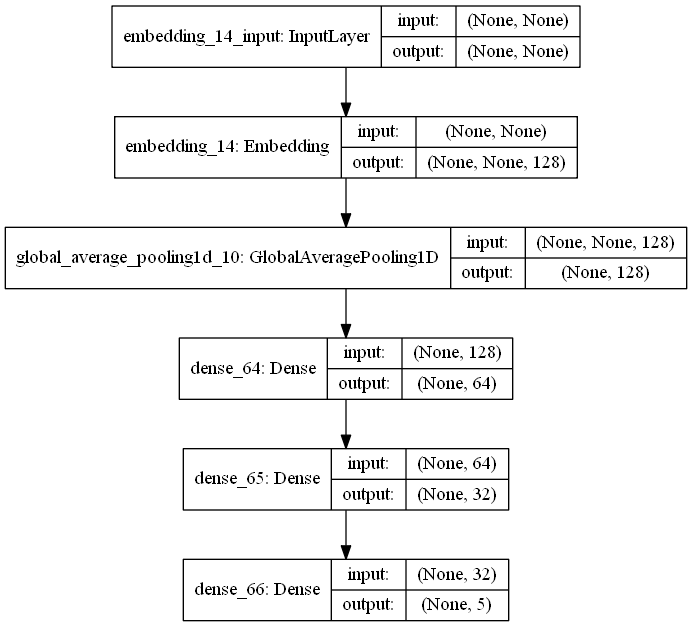 embedding_14_input: InputLayer
input: (None, None)
output: (None, None)
embedding_14: Embedding
input: (None, None)
output: (None, None, 128)
global_average_pooling1d_10: GlobalAveragePooling1D
input: (None, None, 128)
output: (None, 128)
dense_64: Dense
input: (None, 128)
output: (None, 64)
dense_65: Dense
input: (None, 64)
output: (None, 32)
dense_66: Dense
input: (None, 32)
output: (None, 5)